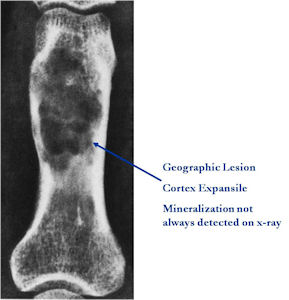 Geographic Lesion
Cortex Expansile
Mineralization not
always detected on x-ray